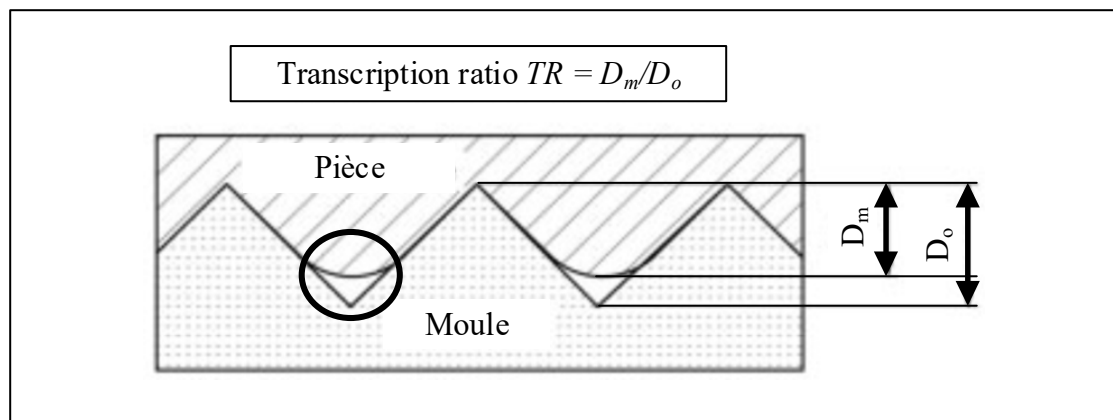 Transcription ratio TR = Dₘ/Dₒ
Pièce
Dₘ
Dₒ
Moule